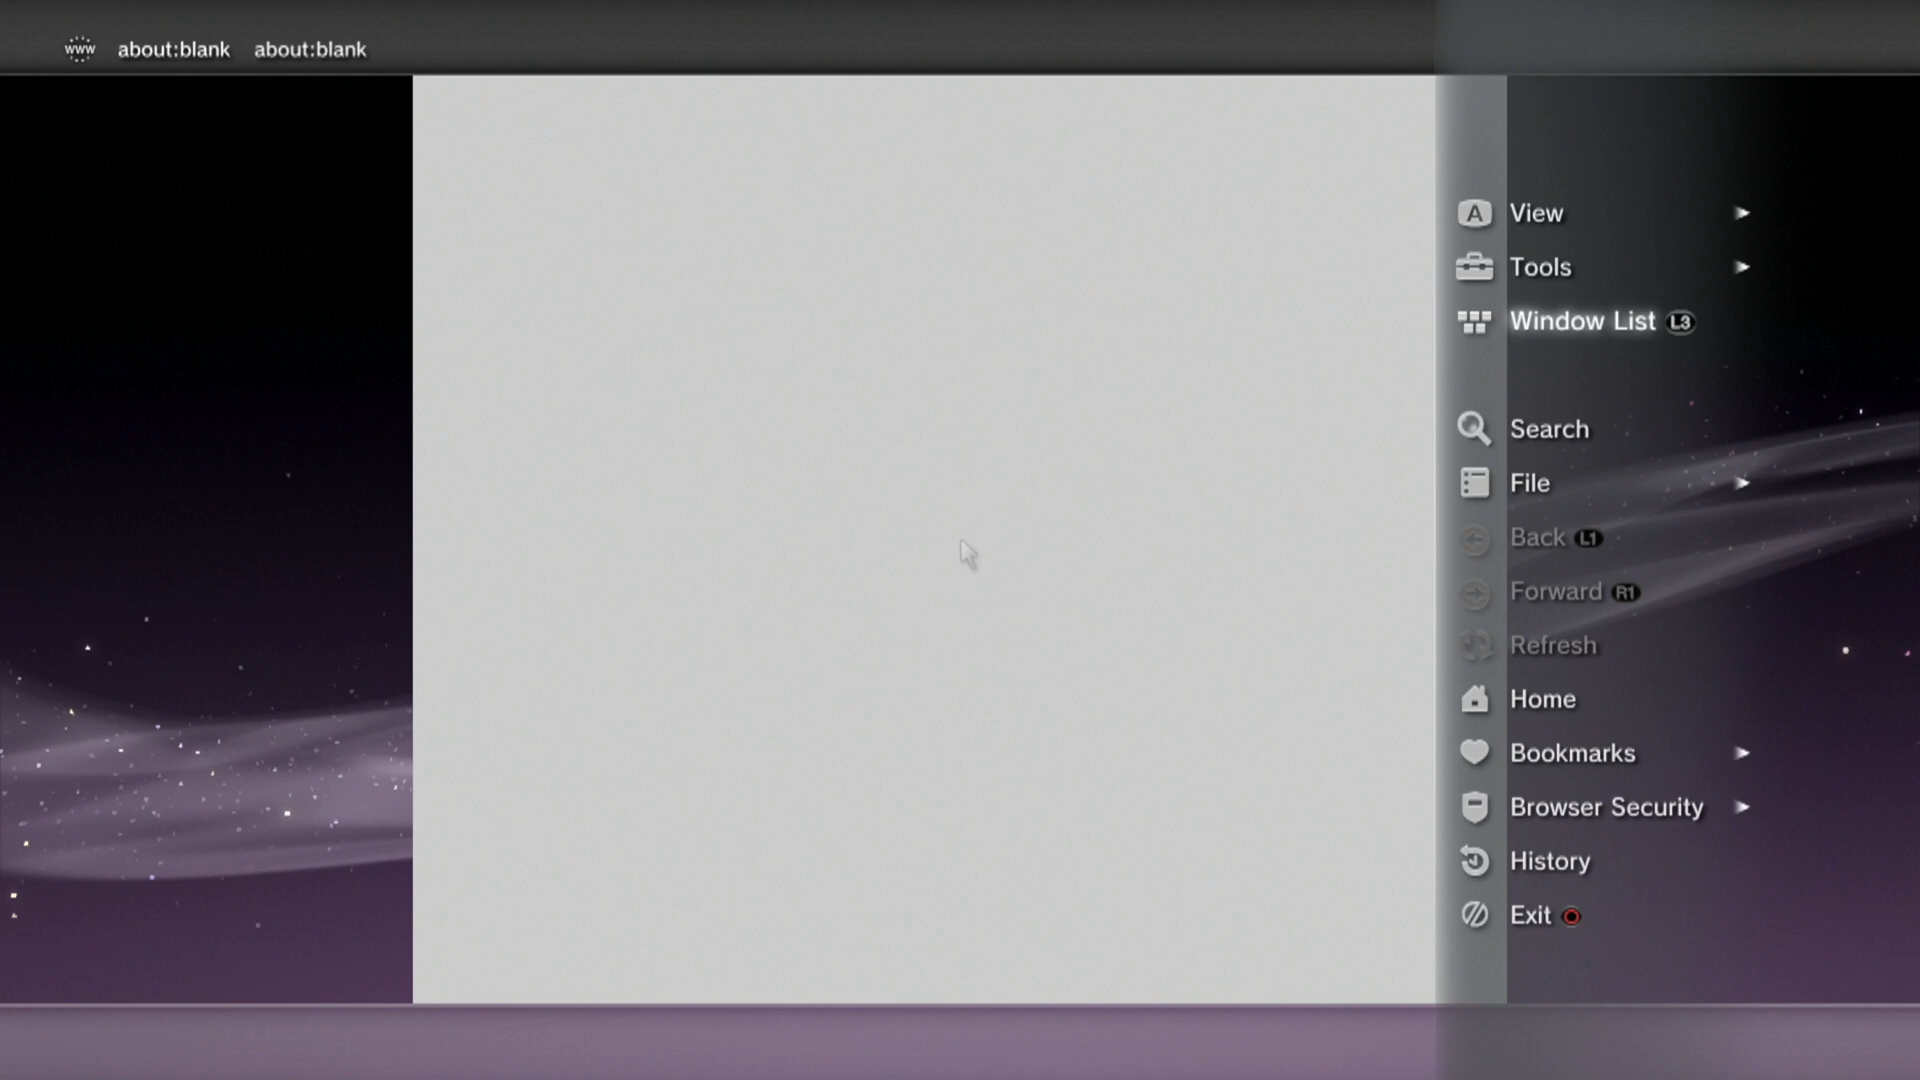 www about:blank about:blank
A View
Tools
Window List L3
Search
File
Back L1
Forward R1
Refresh
Home
Bookmarks
Browser Security
History
Exit